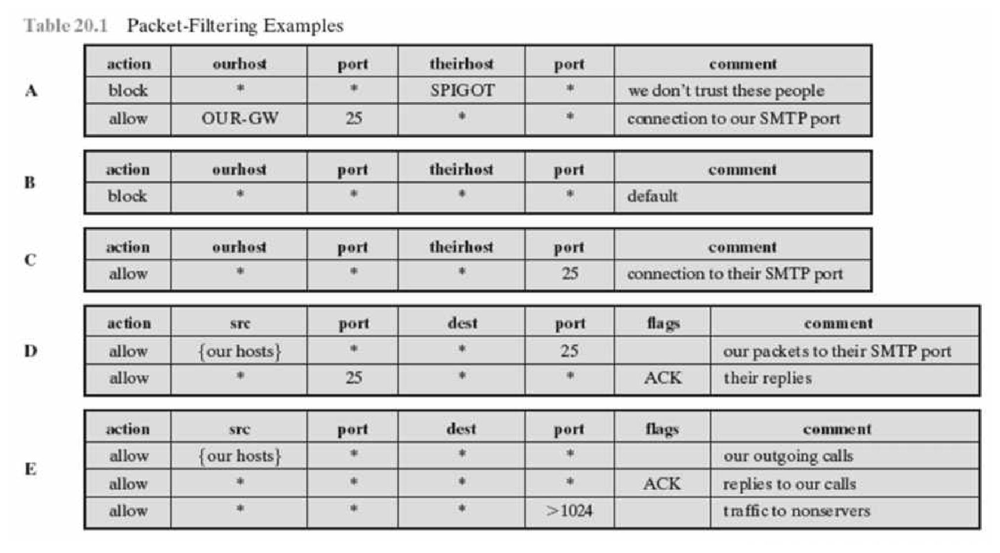 Table 20.1 Packet-Filtering Examples
A
action ourhost port theirhost port comment
block * * SPIGOT * we don't trust these people
allow OUR-GW 25 * * connection to our SMTP port
B
action ourhost port theirhost port comment
block * * * * default
C
action ourhost port theirhost port comment
allow * * * 25 connection to their SMTP port
D
action src port dest port flags comment
allow {our hosts} * * 25 our packets to their SMTP port
allow * 25 * * ACK their replies
E
action src port dest port flags comment
allow {our hosts} * * * our outgoing calls
allow * * * * ACK replies to our calls
allow * * * >1024 traffic to nonservers